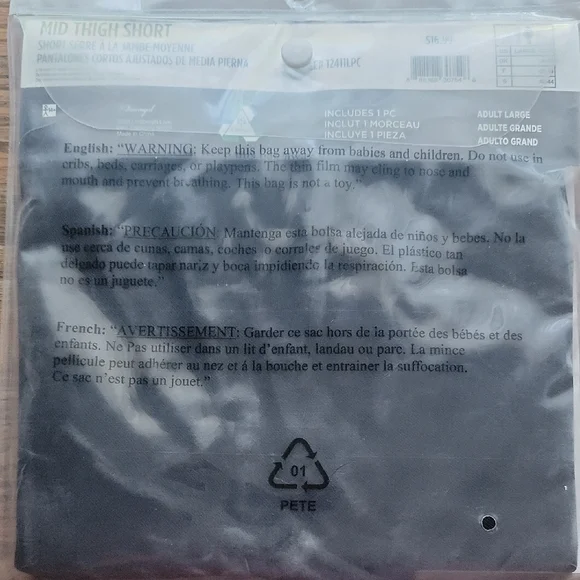 MID THIGH SHORT
SHORT SERRÉ À LA JAMBE MOYENNE
PANTALONES CORTOS AJUSTADOS DE MEDIA PIERNA
12441LPC
$16.99
INCLUDES 1 PC
INCLUT 1 MORCEAU
INCLUYE 1 PIEZA
ADULT LARGE
ADULTE GRANDE
ADULTO GRAND
English: “WARNING: Keep this bag away from babies and children. Do not use in
cribs, beds, carriages, or playpens. The thin film may cling to nose and
mouth and prevent breathing. This bag is not a toy.”
Spanish: “PRECAUCIÓN: Mantenga esta bolsa alejada de niños y bebes. No la
use cerca de cunas, camas, coches o corrales de juego. El plástico tan
delgado puede tapar nariz y boca impidiendo la respiración. Esta bolsa
no es un juguete.”
French: “AVERTISSEMENT: Garder ce sac hors de la portée des bébés et des
enfants. Ne Pas utiliser dans un lit d’enfant, landau ou parc. La mince
pellicule peut adhérer au nez et á la bouche et entrainer la suffocation.
Ce sac n’est pas un jouet.”
01
PETE